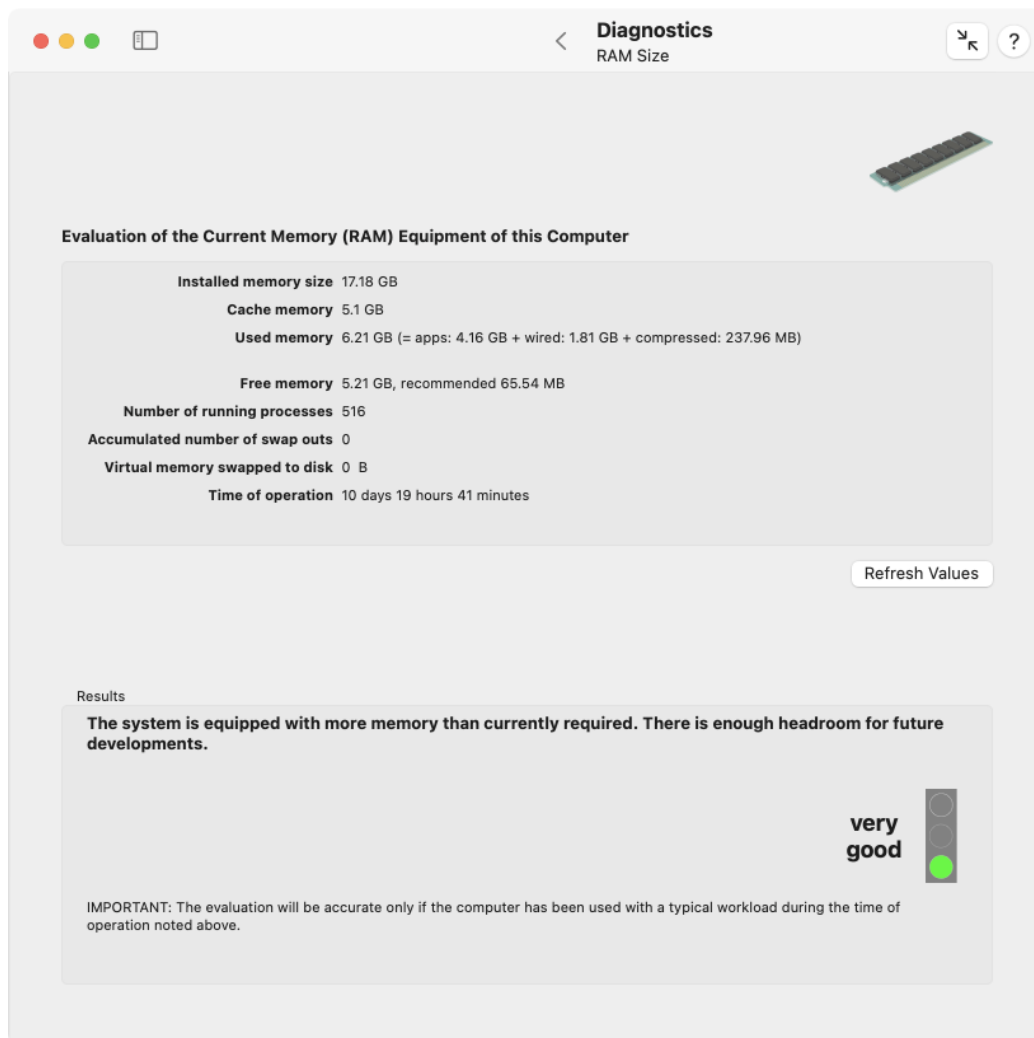 Diagnostics
RAM Size
?
Evaluation of the Current Memory (RAM) Equipment of this Computer
Installed memory size 17.18 GB
Cache memory 5.1 GB
Used memory 6.21 GB (= apps: 4.16 GB + wired: 1.81 GB + compressed: 237.96 MB)
Free memory 5.21 GB, recommended 65.54 MB
Number of running processes 516
Accumulated number of swap outs 0
Virtual memory swapped to disk 0 B
Time of operation 10 days 19 hours 41 minutes
Refresh Values
Results
The system is equipped with more memory than currently required. There is enough headroom for future
developments.
very
good
IMPORTANT: The evaluation will be accurate only if the computer has been used with a typical workload during the time of
operation noted above.